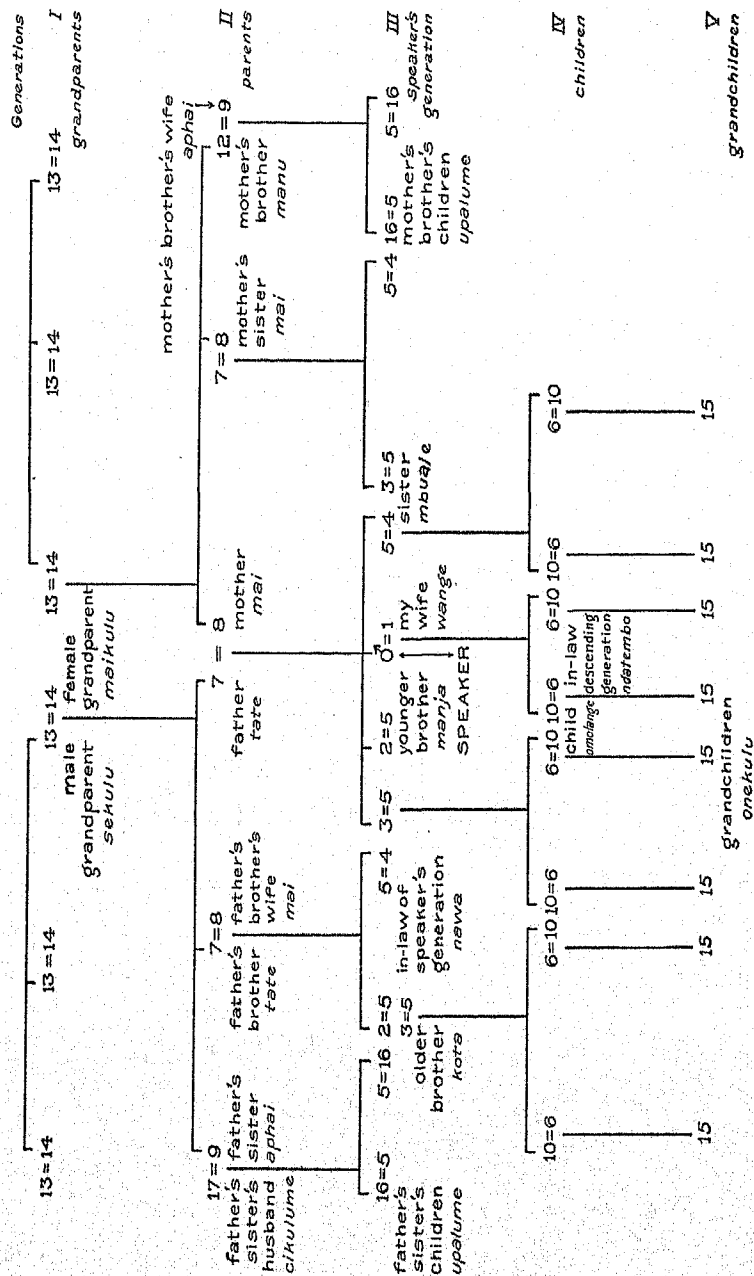 Generations
I
grandparents
13=14
13=14
13=14
13=14
13=14
13=14
13=14
male
grandparent
sekulu
female
grandparent
maikulu
II
parents
17=9
father's
sister's
husband
cikulume
father's
sister
aphai
7=8
father's
brother
tate
father's
brother's
wife
mai
7
=
8
father
tate
mother
mai
7=8
mother's
sister
mai
mother's brother's wife
aphai
12=9
mother's
brother
manu
III
speaker's
generation
16=5
5=16
father's
sister's
children
upalume
2=5
3=5
older
brother
kota
5=4
in-law of
speaker's
generation
nawa
3=5
2=5
younger
brother
manja
0=1
my
wife
wange
SPEAKER
5=4
3=5
sister
mbuale
5=4
16=5
5=16
mother's
brother's
children
upalume
IV
children
10=6
6=10
10=6
6=10
10=6
6=10
10=6
6=10
child
omolange
in-law
descending
generation
ndatembo
V
grandchildren
15
15
15
15
15
15
15
15
grandchildren
onekulu